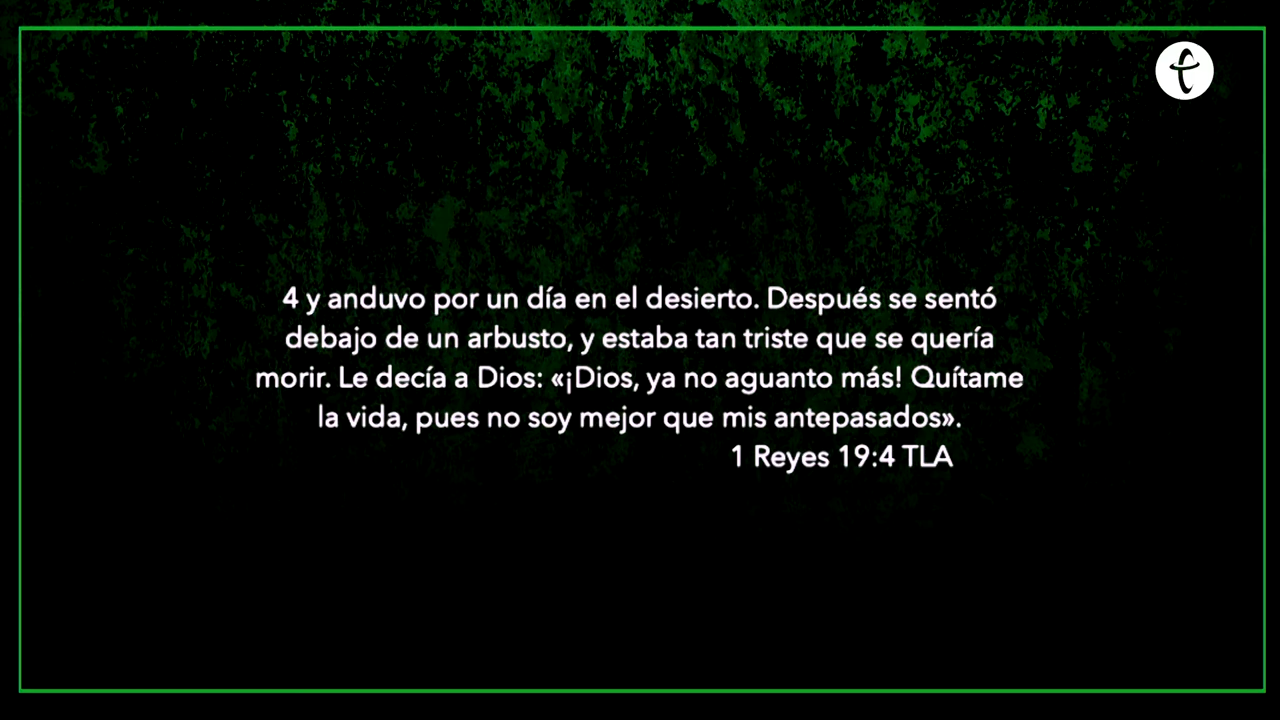 4 y anduvo por un día en el desierto. Después se sentó
debajo de un arbusto, y estaba tan triste que se quería
morir. Le decía a Dios: «¡Dios, ya no aguanto más! Quítame
la vida, pues no soy mejor que mis antepasados».
1 Reyes 19:4 TLA